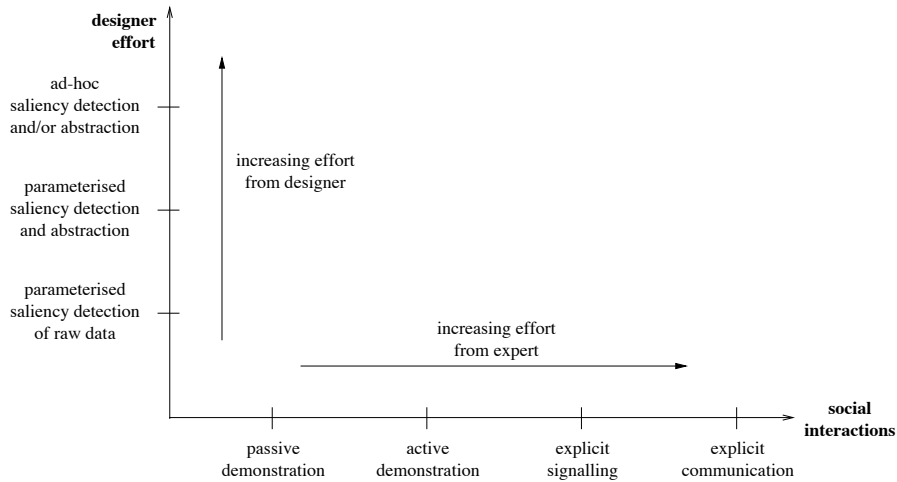 designer
effort
ad-hoc
saliency detection
and/or abstraction
increasing effort
from designer
parameterised
saliency detection
and abstraction
parameterised
saliency detection
of raw data
increasing effort
from expert
social
interactions
passive
demonstration
active
demonstration
explicit
signalling
explicit
communication